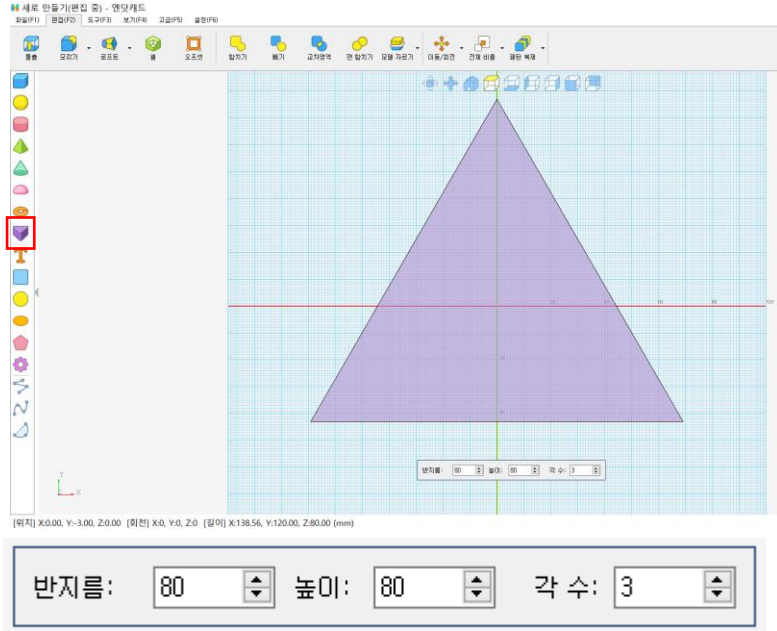 새로 만들기(편집 중) - 엔닷캐드
파일(F1) 편집(F2) 도구(F3) 보기(F4) 고급(F5) 설정(F6)
돌출 모깎기 로프트 쉘 오프셋 합치기 빼기 교차영역 면 합치기 모델 자르기 이동/회전 전체 비율 패턴 복제
Y
X
반지름: 80 높이: 80 각 수: 3
[위치] X:0.00, Y:-3.00, Z:0.00 [회전] X:0, Y:0, Z:0 [길이] X:138.56, Y:120.00, Z:80.00 (mm)
반지름: 80 높이: 80 각 수: 3